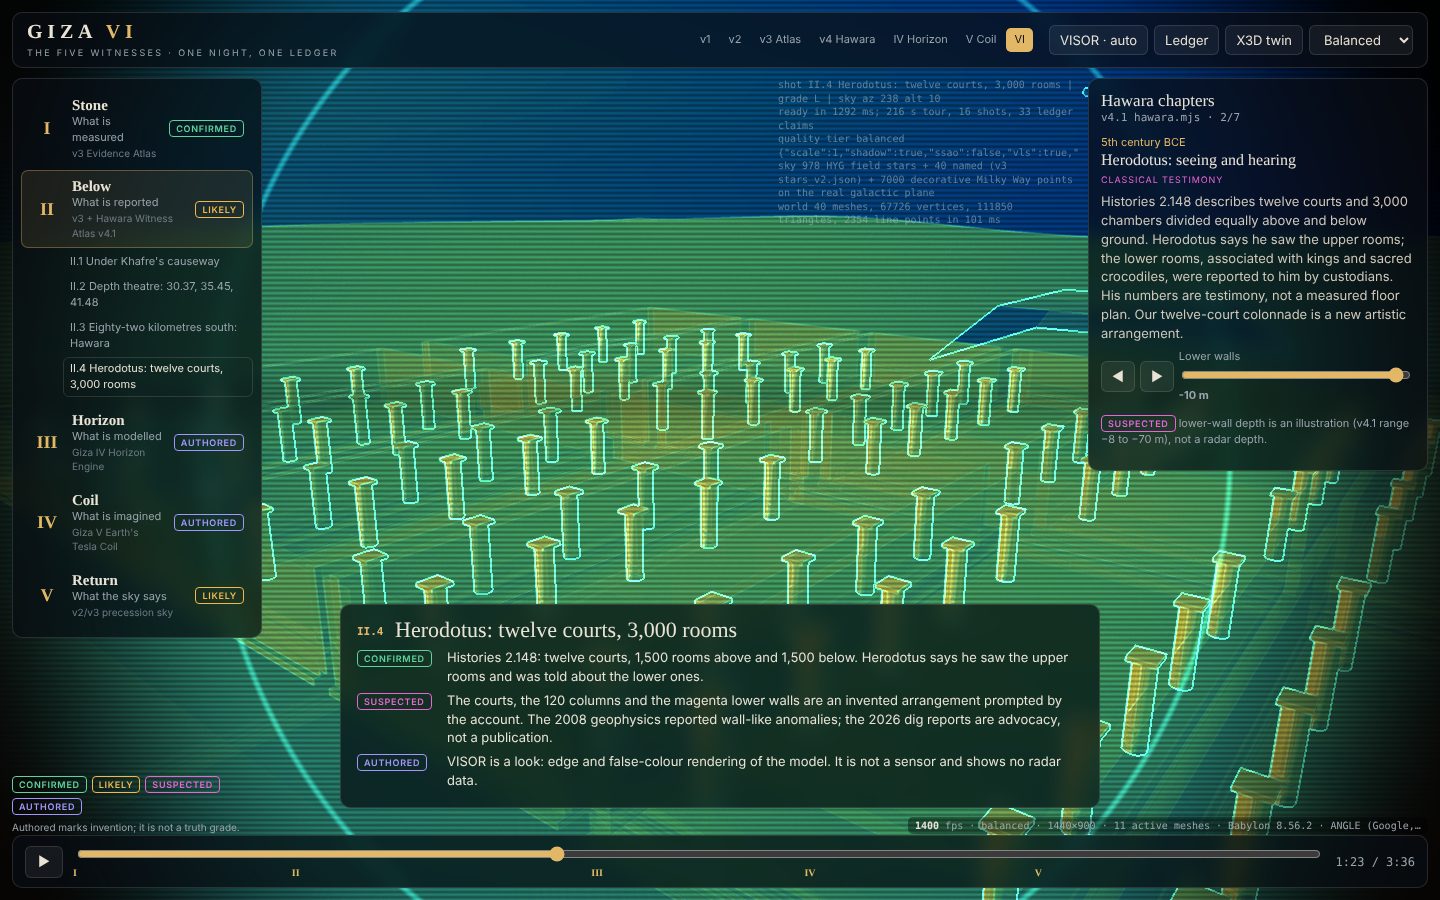 GIZA VI
THE FIVE WITNESSES · ONE NIGHT, ONE LEDGER
v1 v2 v3 Atlas v4 Hawara IV Horizon V Coil VI
VISOR · auto Ledger X3D twin Balanced
I
Stone
What is
measured
v3 Evidence Atlas
CONFIRMED
II
Below
What is reported
v3 + Hawara Witness
Atlas v4.1
LIKELY
II.1 Under Khafre's causeway
II.2 Depth theatre: 30.37, 35.45,
41.48
II.3 Eighty-two kilometres south:
Hawara
II.4 Herodotus: twelve courts,
3,000 rooms
III
Horizon
What is modelled
Giza IV Horizon
Engine
AUTHORED
IV
Coil
What is imagined
Giza V Earth's
Tesla Coil
AUTHORED
V
Return
What the sky says
v2/v3 precession sky
LIKELY
shot II.4 Herodotus: twelve courts, 3,000 rooms |
grade L | sky az 238 alt 10
ready in 1292 ms; 216 s tour, 16 shots, 33 ledger
claims
quality tier balanced
{"scale":1,"shadow":true,"ssao":false,"vls":true,"
sky 978 HYG field stars + 40 named (v3
stars_v2.json) + 7000 decorative Milky Way points
on the real galactic plane
world 40 meshes, 67726 vertices, 111850
triangles, 2354 line points in 101 ms
Hawara chapters
v4.1 hawara.mjs · 2/7
5th century BCE
Herodotus: seeing and hearing
CLASSICAL TESTIMONY
Histories 2.148 describes twelve courts and 3,000
chambers divided equally above and below
ground. Herodotus says he saw the upper rooms;
the lower rooms, associated with kings and sacred
crocodiles, were reported to him by custodians.
His numbers are testimony, not a measured floor
plan. Our twelve-court colonnade is a new artistic
arrangement.
Lower walls
-10 m
SUSPECTED lower-wall depth is an illustration (v4.1 range
−8 to −70 m), not a radar depth.
II.4 Herodotus: twelve courts, 3,000 rooms
CONFIRMED Histories 2.148: twelve courts, 1,500 rooms above and 1,500 below. Herodotus says he saw the upper
rooms and was told about the lower ones.
SUSPECTED The courts, the 120 columns and the magenta lower walls are an invented arrangement prompted by
the account. The 2008 geophysics reported wall-like anomalies; the 2026 dig reports are advocacy,
not a publication.
AUTHORED VISOR is a look: edge and false-colour rendering of the model. It is not a sensor and shows no radar
data.
CONFIRMED LIKELY SUSPECTED
AUTHORED
Authored marks invention; it is not a truth grade.
1400 fps · balanced · 1440×900 · 11 active meshes · Babylon 8.56.2 · ANGLE (Google,…
1:23 / 3:36
I II III IV V